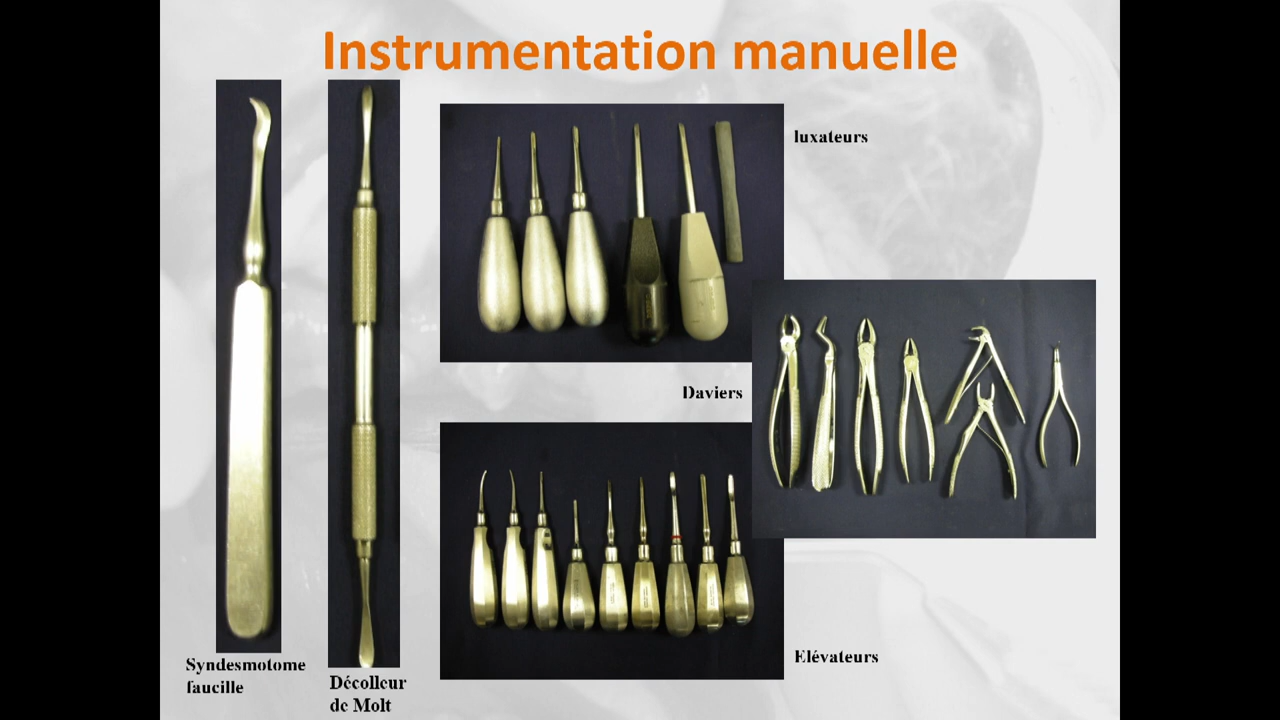 Instrumentation manuelle
luxateurs
Daviers
Elévateurs
Syndesmotome
faucille
Décolleur
de Molt